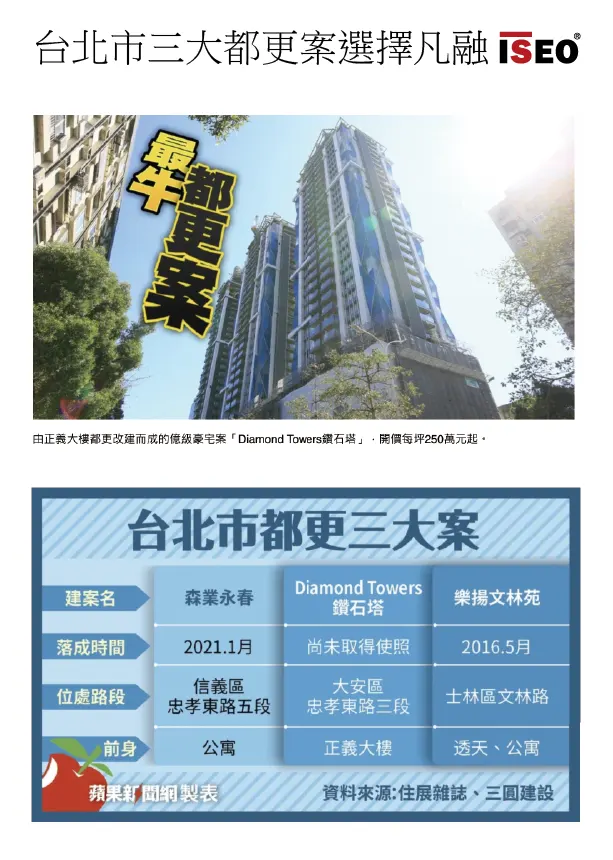 台北市三大都更案選擇凡融 ISEO®
最牛
都更案
由正義大樓都更改建而成的億級豪宅案「Diamond Towers鑽石塔」，開價每坪250萬元起。
台北市都更三大案
建案名 森業永春 Diamond Towers 鑽石塔 樂揚文林苑
落成時間 2021.1月 尚未取得使照 2016.5月
位處路段 信義區 忠孝東路五段 大安區 忠孝東路三段 士林區文林路
前身 公寓 正義大樓 透天、公寓
蘋果新聞網製表 資料來源:住展雜誌、三圓建設